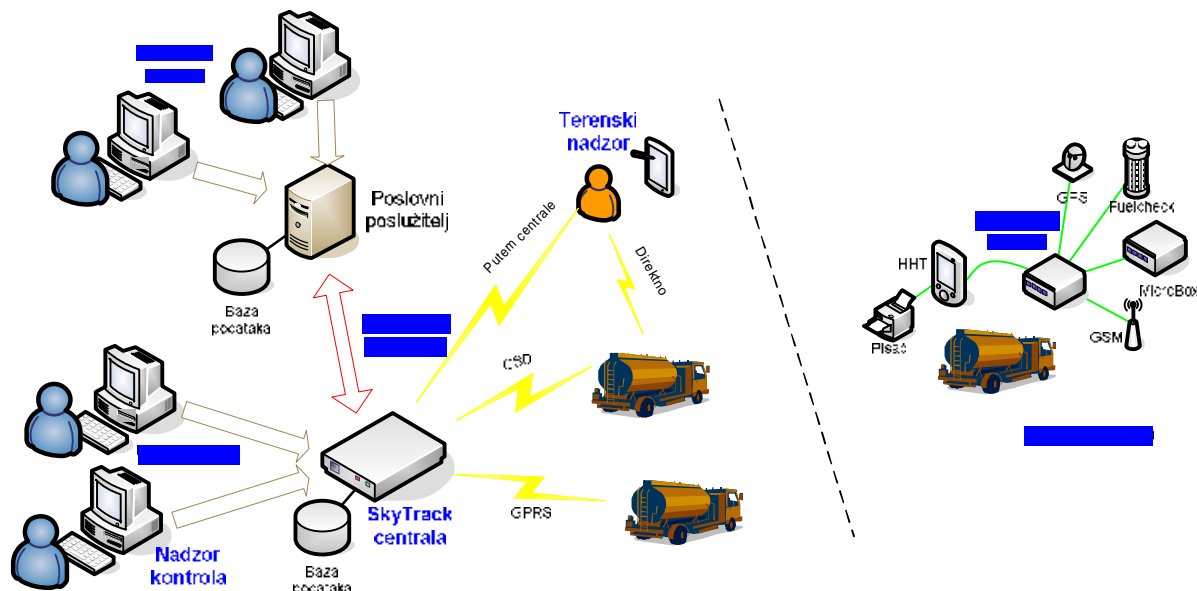 Terenski
nadzor
Poslovni
poslužitelj
Putem centrale
Direktno
Baza
CSD
GPRS
SkyTrack
centrala
Nadzor
kontrola
Baza
GPS
Fuelcheck
HHT
MicroBox
GSM
Pisač